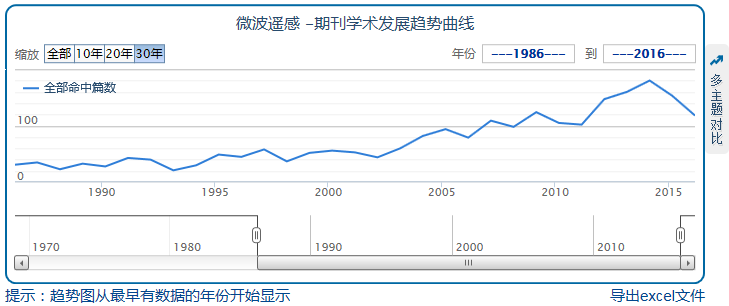 微波遥感 –期刊学术发展趋势曲线
缩放 全部 10年 20年 30年 年份 ---1986--- 到 ---2016---
全部命中篇数
100
0
1990 1995 2000 2005 2010 2015
1970 1980 1990 2000 2010
多主题对比
提示：趋势图从最早有数据的年份开始显示 导出excel文件